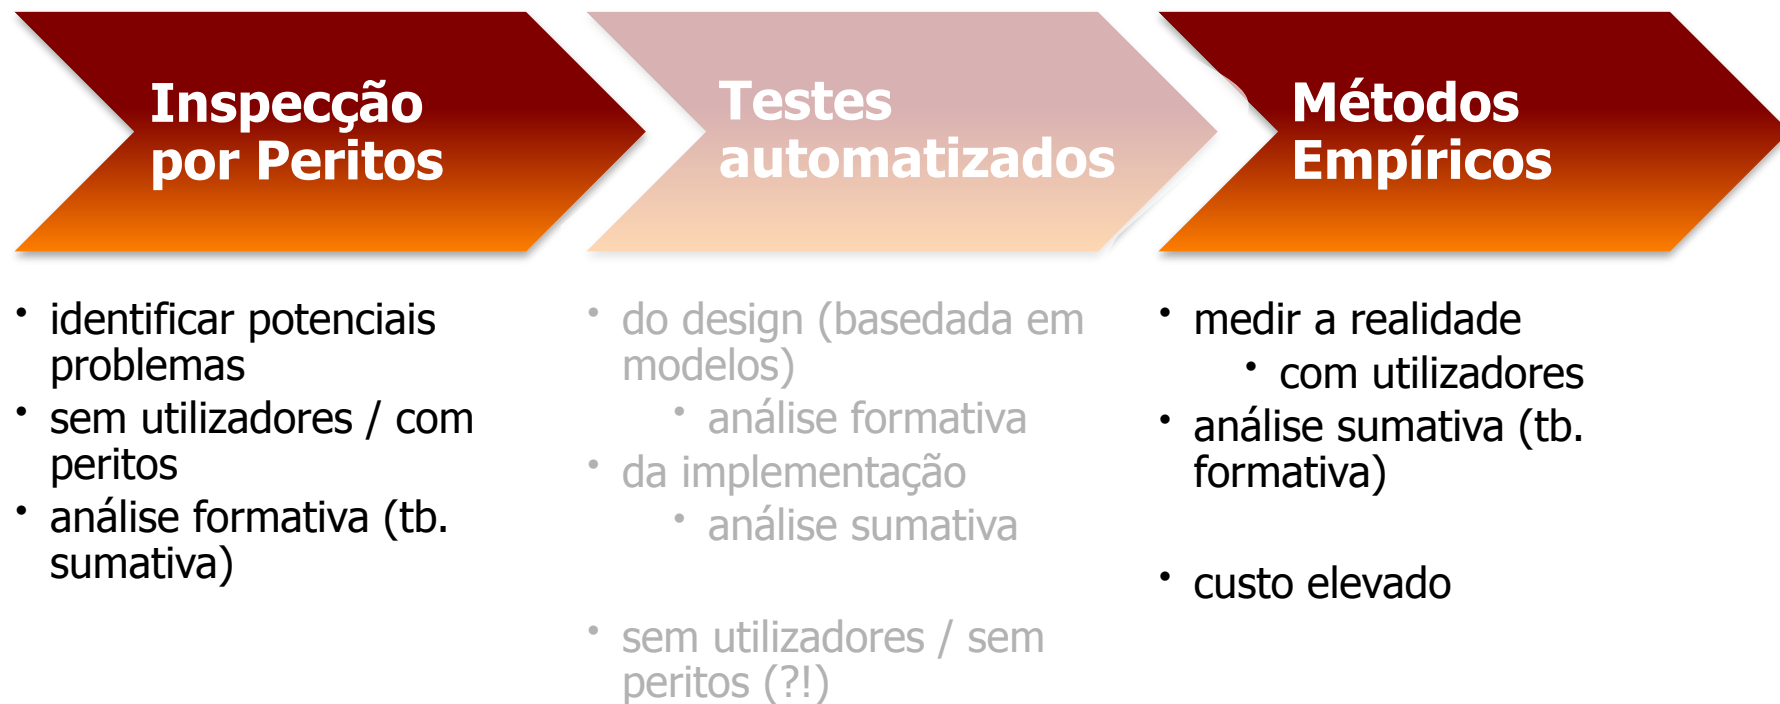 Inspecção
por Peritos
• identificar potenciais
problemas
• sem utilizadores / com
peritos
• análise formativa (tb.
sumativa)
Testes
automatizados
• do design (basedada em
modelos)
• análise formativa
• da implementação
• análise sumativa
• sem utilizadores / sem
peritos (?!)
Métodos
Empíricos
• medir a realidade
• com utilizadores
• análise sumativa (tb.
formativa)
• custo elevado